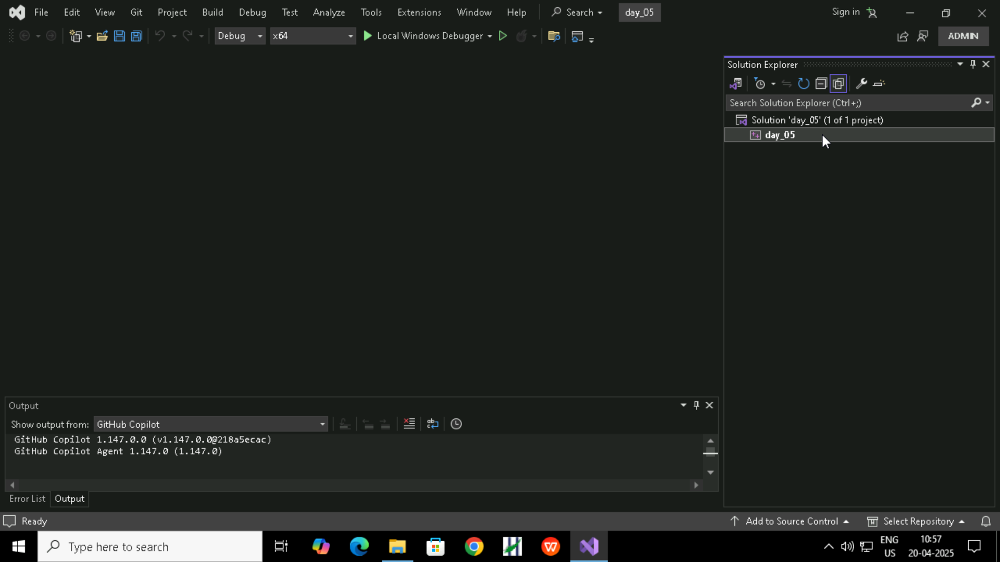 File Edit View Git Project Build Debug Test Analyze Tools Extensions Window Help Search day_05 Sign in
Debug x64 Local Windows Debugger ADMIN
Solution Explorer
Search Solution Explorer (Ctrl+;)
Solution 'day_05' (1 of 1 project)
day_05
Output
Show output from: GitHub Copilot
GitHub Copilot 1.147.0.0 (v1.147.0.0@218a5ecac)
GitHub Copilot Agent 1.147.0 (1.147.0)
Error List Output
Ready Add to Source Control Select Repository
Type here to search
ENG
US
10:57
20-04-2025